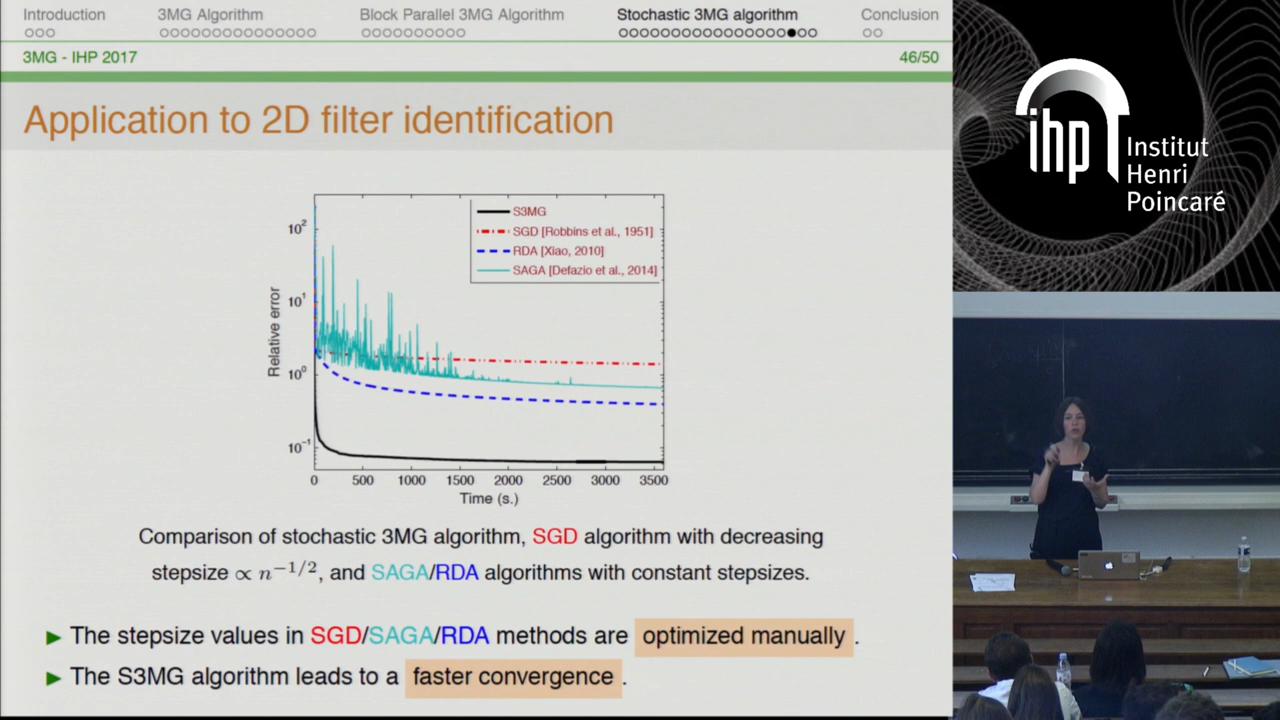 Introduction 3MG Algorithm Block Parallel 3MG Algorithm Stochastic 3MG algorithm Conclusion
3MG - IHP 2017 46/50
Application to 2D filter identification
S3MG
SGD [Robbins et al., 1951]
RDA [Xiao, 2010]
SAGA [Defazio et al., 2014]
10²
10¹
10⁰
10⁻¹
Relative error
0 500 1000 1500 2000 2500 3000 3500
Time (s.)
Comparison of stochastic 3MG algorithm, SGD algorithm with decreasing
stepsize ∝ n^{-1/2}, and SAGA/RDA algorithms with constant stepsizes.
► The stepsize values in SGD/SAGA/RDA methods are optimized manually .
► The S3MG algorithm leads to a faster convergence .
ihp
Institut
Henri
Poincaré